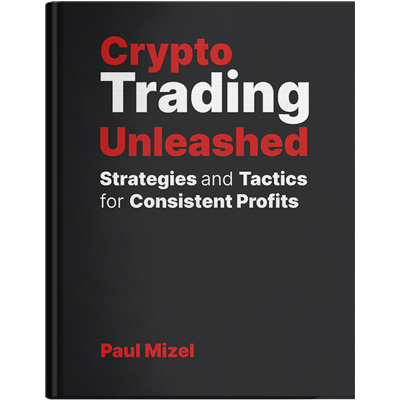 Crypto
Trading
Unleashed
Strategies and Tactics
for Consistent Profits
Paul Mizel